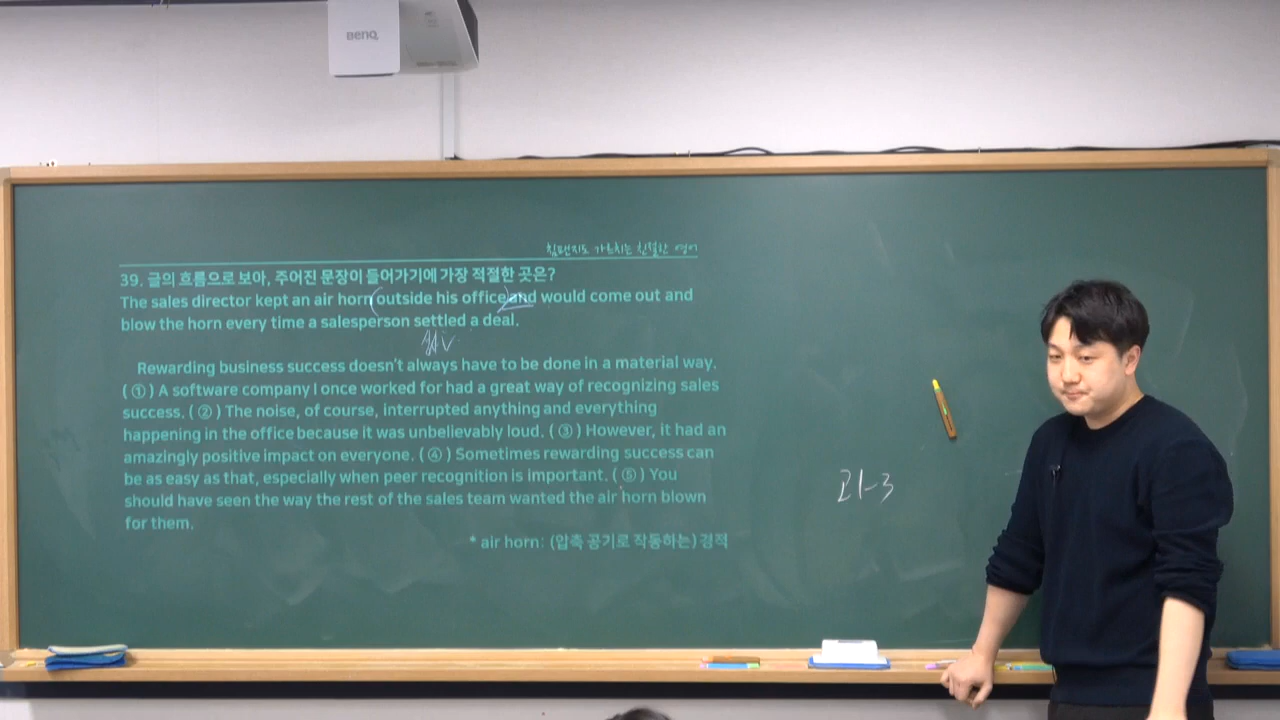 BenQ
힘팬지도 가르치는 친절한 영어
39. 글의 흐름으로 보아, 주어진 문장이 들어가기에 가장 적절한 곳은?
The sales director kept an air horn (outside his office) and would come out and
blow the horn every time a salesperson settled a deal.
Rewarding business success doesn't always have to be done in a material way.
( ① ) A software company I once worked for had a great way of recognizing sales
success. ( ② ) The noise, of course, interrupted anything and everything
happening in the office because it was unbelievably loud. ( ③ ) However, it had an
amazingly positive impact on everyone. ( ④ ) Sometimes rewarding success can
be as easy as that, especially when peer recognition is important. ( ⑤ ) You
should have seen the way the rest of the sales team wanted the air horn blown
for them.
* air horn: (압축 공기로 작동하는) 경적
21-3